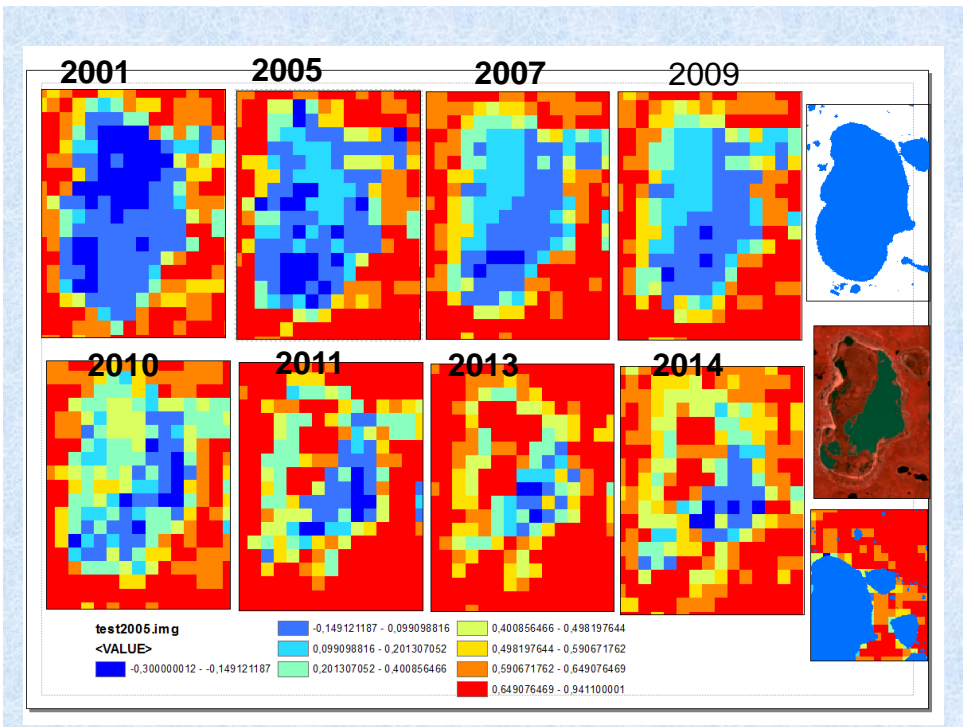 2001 2005 2007 2009
2010 2011 2013 2014
test2005.img
<VALUE>
-0,300000012 - -0,149121187
-0,149121187 - 0,099098816
0,099098816 - 0,201307052
0,201307052 - 0,400856466
0,400856466 - 0,498197644
0,498197644 - 0,590671762
0,590671762 - 0,649076469
0,649076469 - 0,941100001